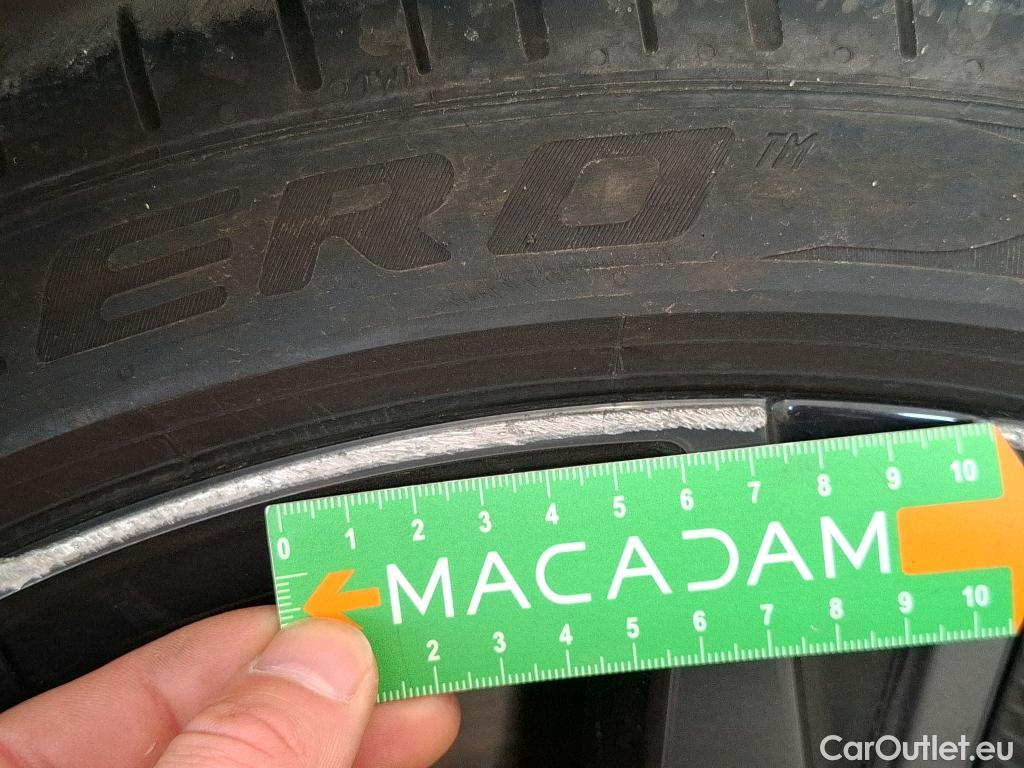 TWI
ERO™
0 1 2 3 4 5 6 7 8 9 10
MACADAM
2 3 4 5 6 7 8 9 10
CarOutlet.eu